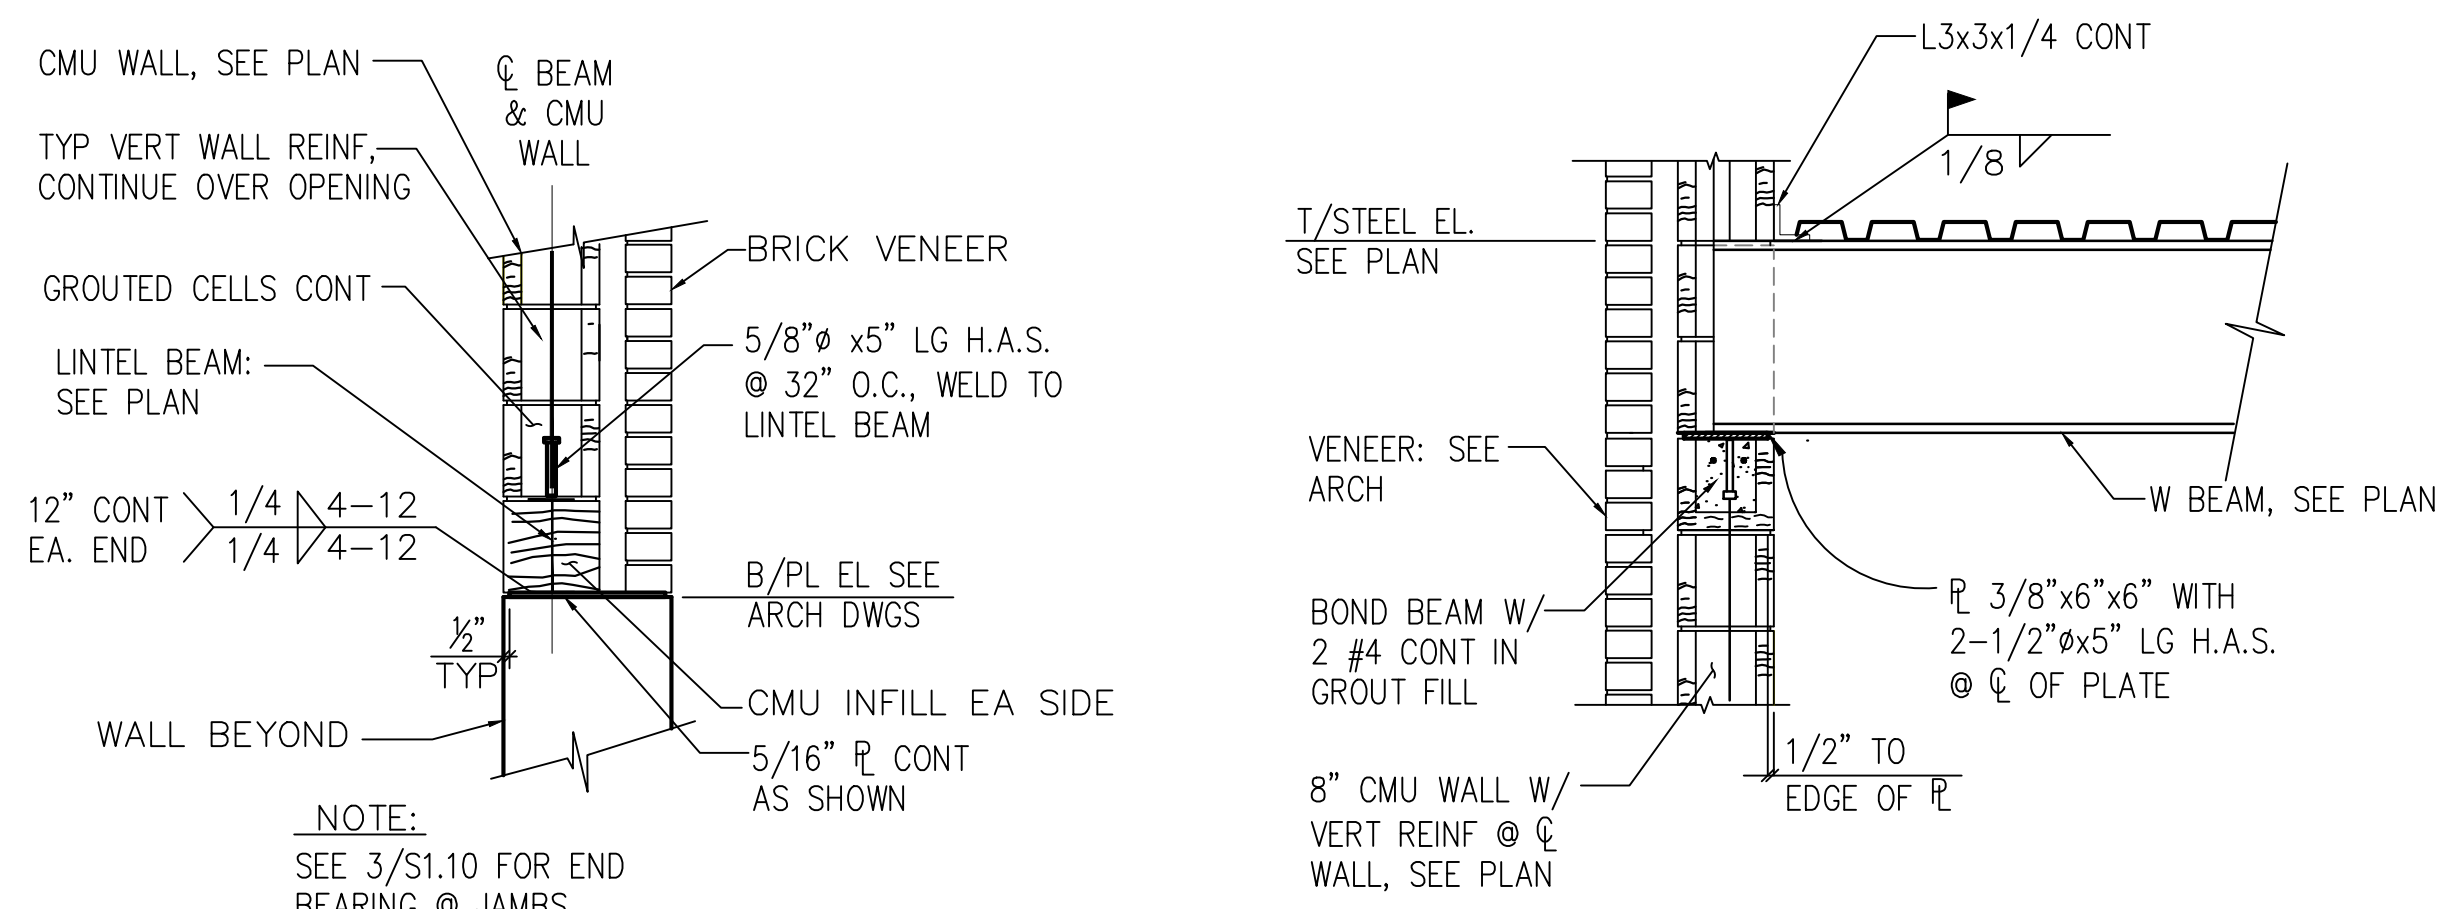 CMU WALL, SEE PLAN
℄ BEAM
& CMU
WALL
TYP VERT WALL REINF,
CONTINUE OVER OPENING
GROUTED CELLS CONT
LINTEL BEAM:
SEE PLAN
12” CONT
EA. END
1/4 4-12
1/4 4-12
½”
TYP
WALL BEYOND
NOTE:
SEE 3/S1.10 FOR END
BEARING @ JAMBS
BRICK VENEER
5/8”ø x5” LG H.A.S.
@ 32” O.C., WELD TO
LINTEL BEAM
B/PL EL SEE
ARCH DWGS
CMU INFILL EA SIDE
5/16” PL CONT
AS SHOWN
L3x3x1/4 CONT
1/8
T/STEEL EL.
SEE PLAN
VENEER: SEE
ARCH
W BEAM, SEE PLAN
BOND BEAM W/
2 #4 CONT IN
GROUT FILL
PL 3/8”x6”x6” WITH
2-1/2”øx5” LG H.A.S.
@ ℄ OF PLATE
8” CMU WALL W/
VERT REINF @ ℄
WALL, SEE PLAN
1/2” TO
EDGE OF PL